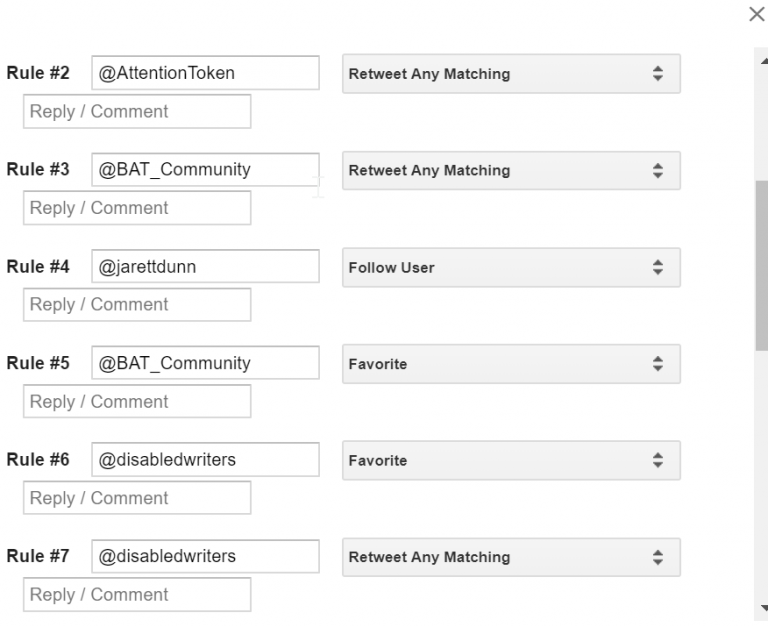 Rule #2 @AttentionToken Retweet Any Matching
Reply / Comment
Rule #3 @BAT_Community Retweet Any Matching
Reply / Comment
Rule #4 @jarettdunn Follow User
Reply / Comment
Rule #5 @BAT_Community Favorite
Reply / Comment
Rule #6 @disabledwriters Favorite
Reply / Comment
Rule #7 @disabledwriters Retweet Any Matching
Reply / Comment